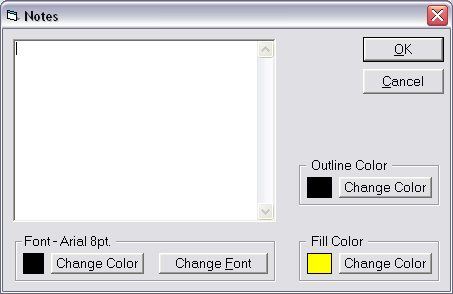 Notes
OK
Cancel
Outline Color
Change Color
Font - Arial 8pt.
Change Color
Change Font
Fill Color
Change Color